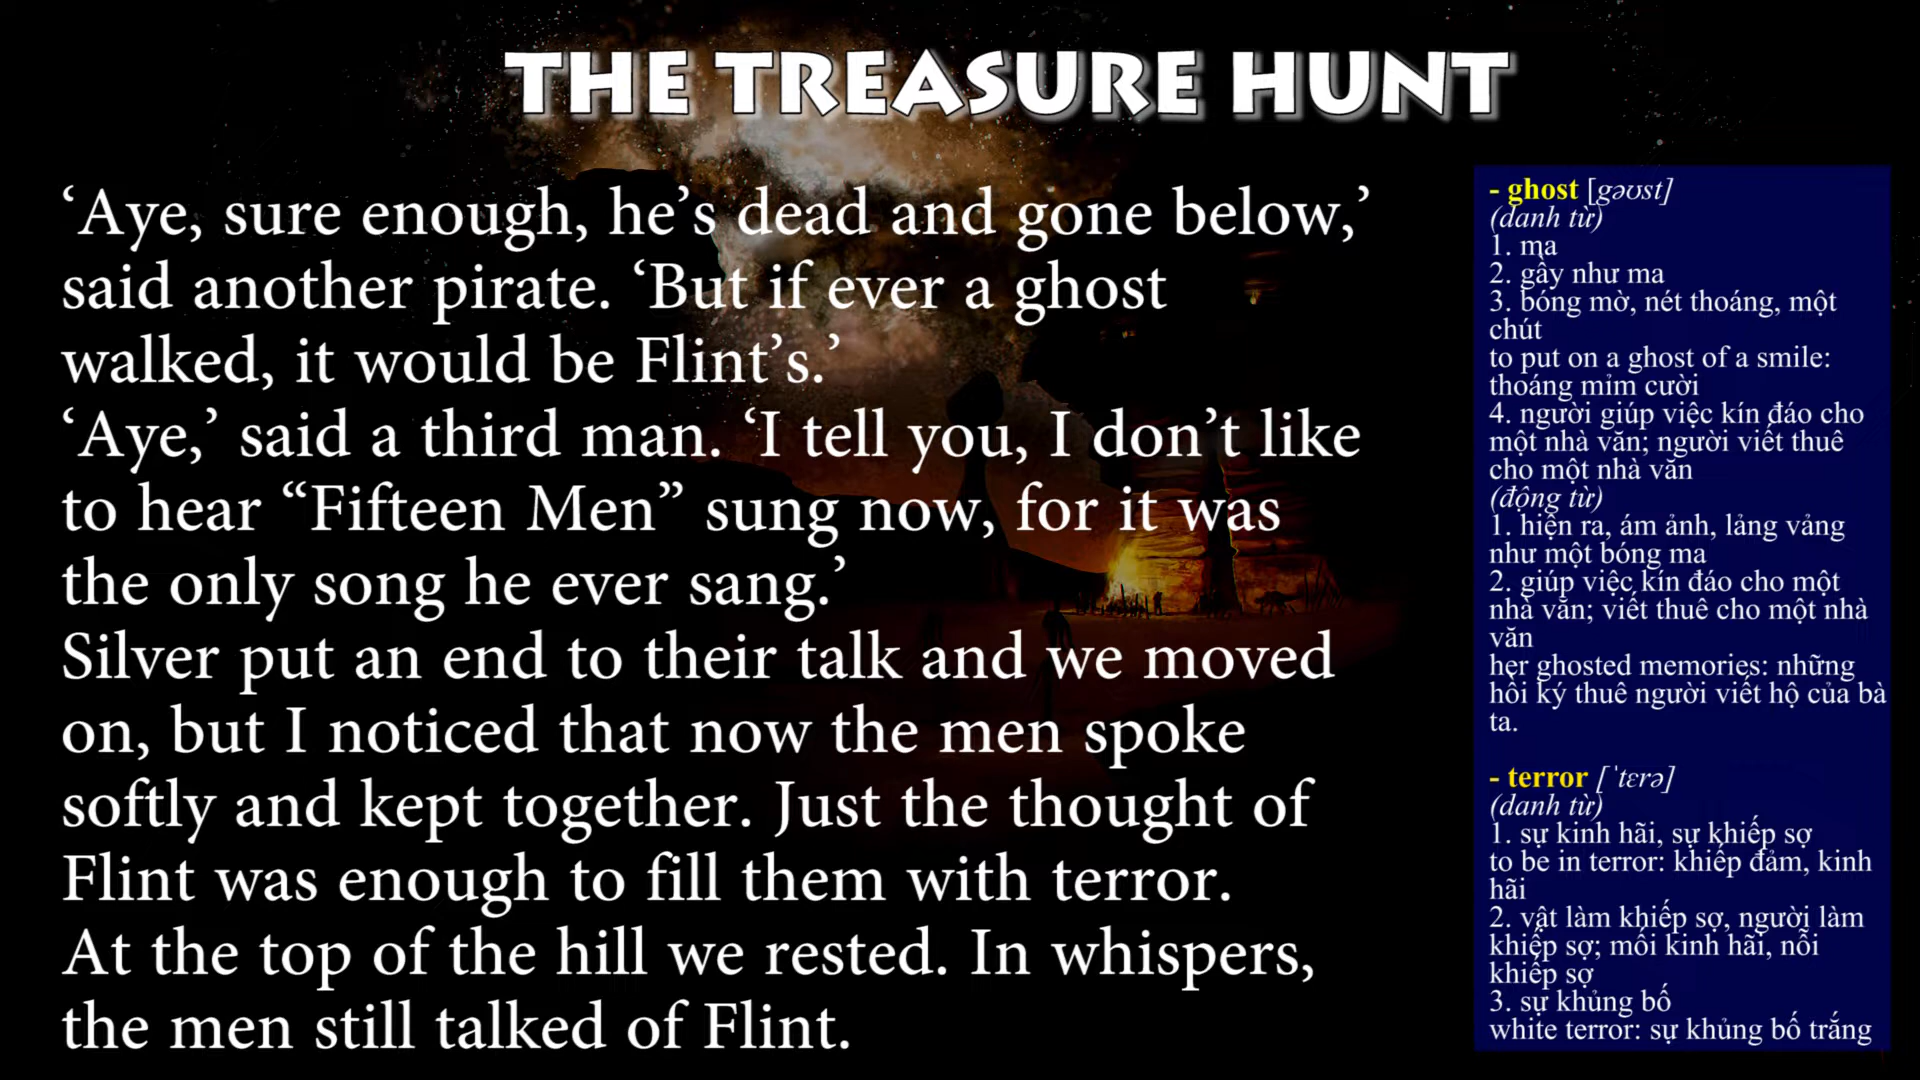 THE TREASURE HUNT
‘Aye, sure enough, he’s dead and gone below,’
said another pirate. ‘But if ever a ghost
walked, it would be Flint’s.’
‘Aye,’ said a third man. ‘I tell you, I don’t like
to hear “Fifteen Men” sung now, for it was
the only song he ever sang.’
Silver put an end to their talk and we moved
on, but I noticed that now the men spoke
softly and kept together. Just the thought of
Flint was enough to fill them with terror.
At the top of the hill we rested. In whispers,
the men still talked of Flint.
- ghost [gəʊst]
(danh từ)
1. ma
2. gầy như ma
3. bóng mờ, nét thoáng, một
chút
to put on a ghost of a smile:
thoáng mỉm cười
4. người giúp việc kín đáo cho
một nhà văn; người viết thuê
cho một nhà văn
(động từ)
1. hiện ra, ám ảnh, lảng vảng
như một bóng ma
2. giúp việc kín đáo cho một
nhà văn; viết thuê cho một nhà
văn
her ghosted memories: những
hồi ký thuê người viết hộ của bà
ta.
- terror [ˈtɛrə]
(danh từ)
1. sự kinh hãi, sự khiếp sợ
to be in terror: khiếp đảm, kinh
hãi
2. vật làm khiếp sợ, người làm
khiếp sợ; mối kinh hãi, nỗi
khiếp sợ
3. sự khủng bố
white terror: sự khủng bố trắng